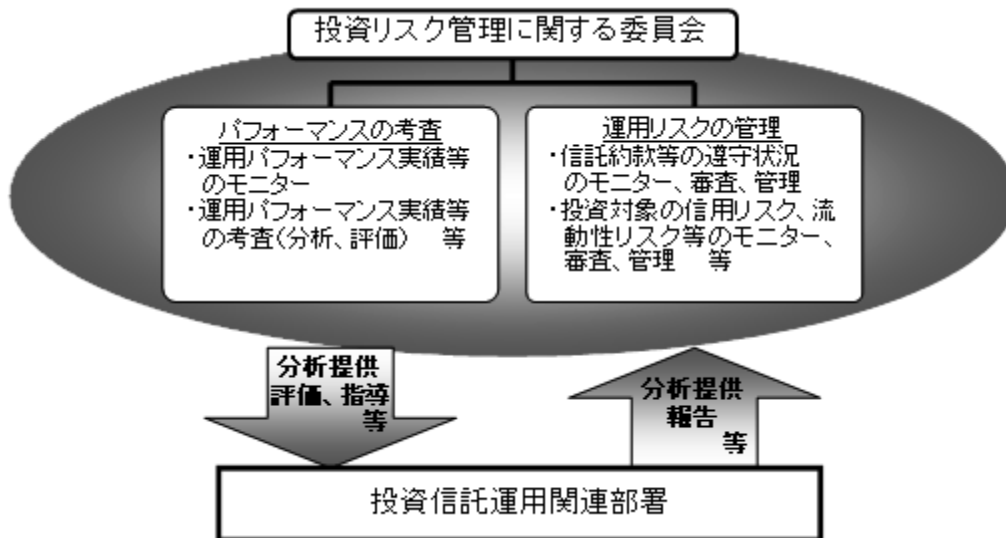 投資リスク管理に関する委員会
パフォーマンスの考査
・運用パフォーマンス実績等
のモニター
・運用パフォーマンス実績等
の考査(分析、評価) 等
運用リスクの管理
・信託約款等の遵守状況
のモニター、審査、管理
・投資対象の信用リスク、流
動性リスク等のモニター、
審査、管理 等
分析提供
評価、指導
等
分析提供
報告
等
投資信託運用関連部署